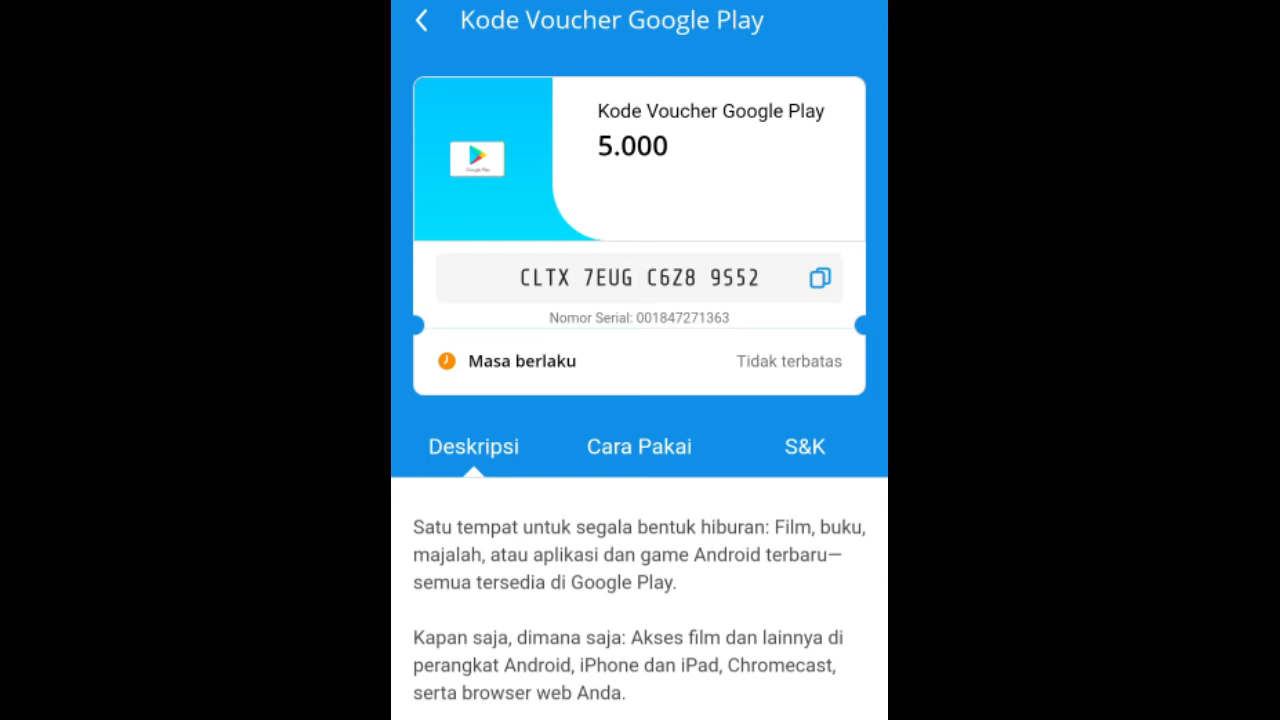 Kode Voucher Google Play
Kode Voucher Google Play
5.000
Google Play
CLTX 7EUG C6Z8 9S52
Nomor Serial: 001847271363
Masa berlaku Tidak terbatas
Deskripsi Cara Pakai S&K
Satu tempat untuk segala bentuk hiburan: Film, buku,
majalah, atau aplikasi dan game Android terbaru—
semua tersedia di Google Play.
Kapan saja, dimana saja: Akses film dan lainnya di
perangkat Android, iPhone dan iPad, Chromecast,
serta browser web Anda.